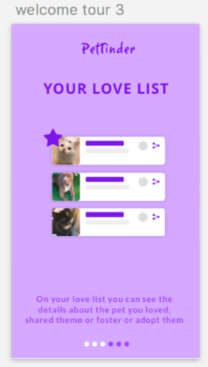 welcome tour 3
Petfinder
YOUR LOVE LIST
On your love list you can see the
details about the pet you loved,
shared themo or foster or adopt them